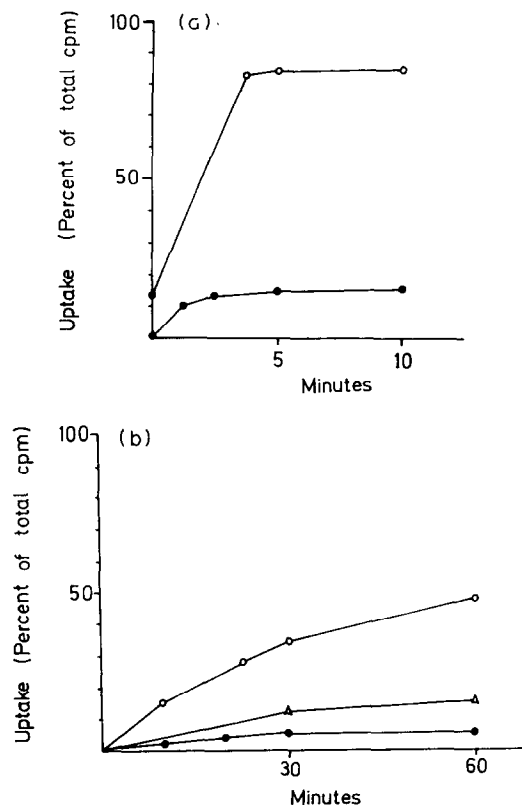 (a)
100
50
5
10
Uptake (Percent of total cpm)
Minutes
(b)
100
50
30
60
Uptake (Percent of total cpm)
Minutes